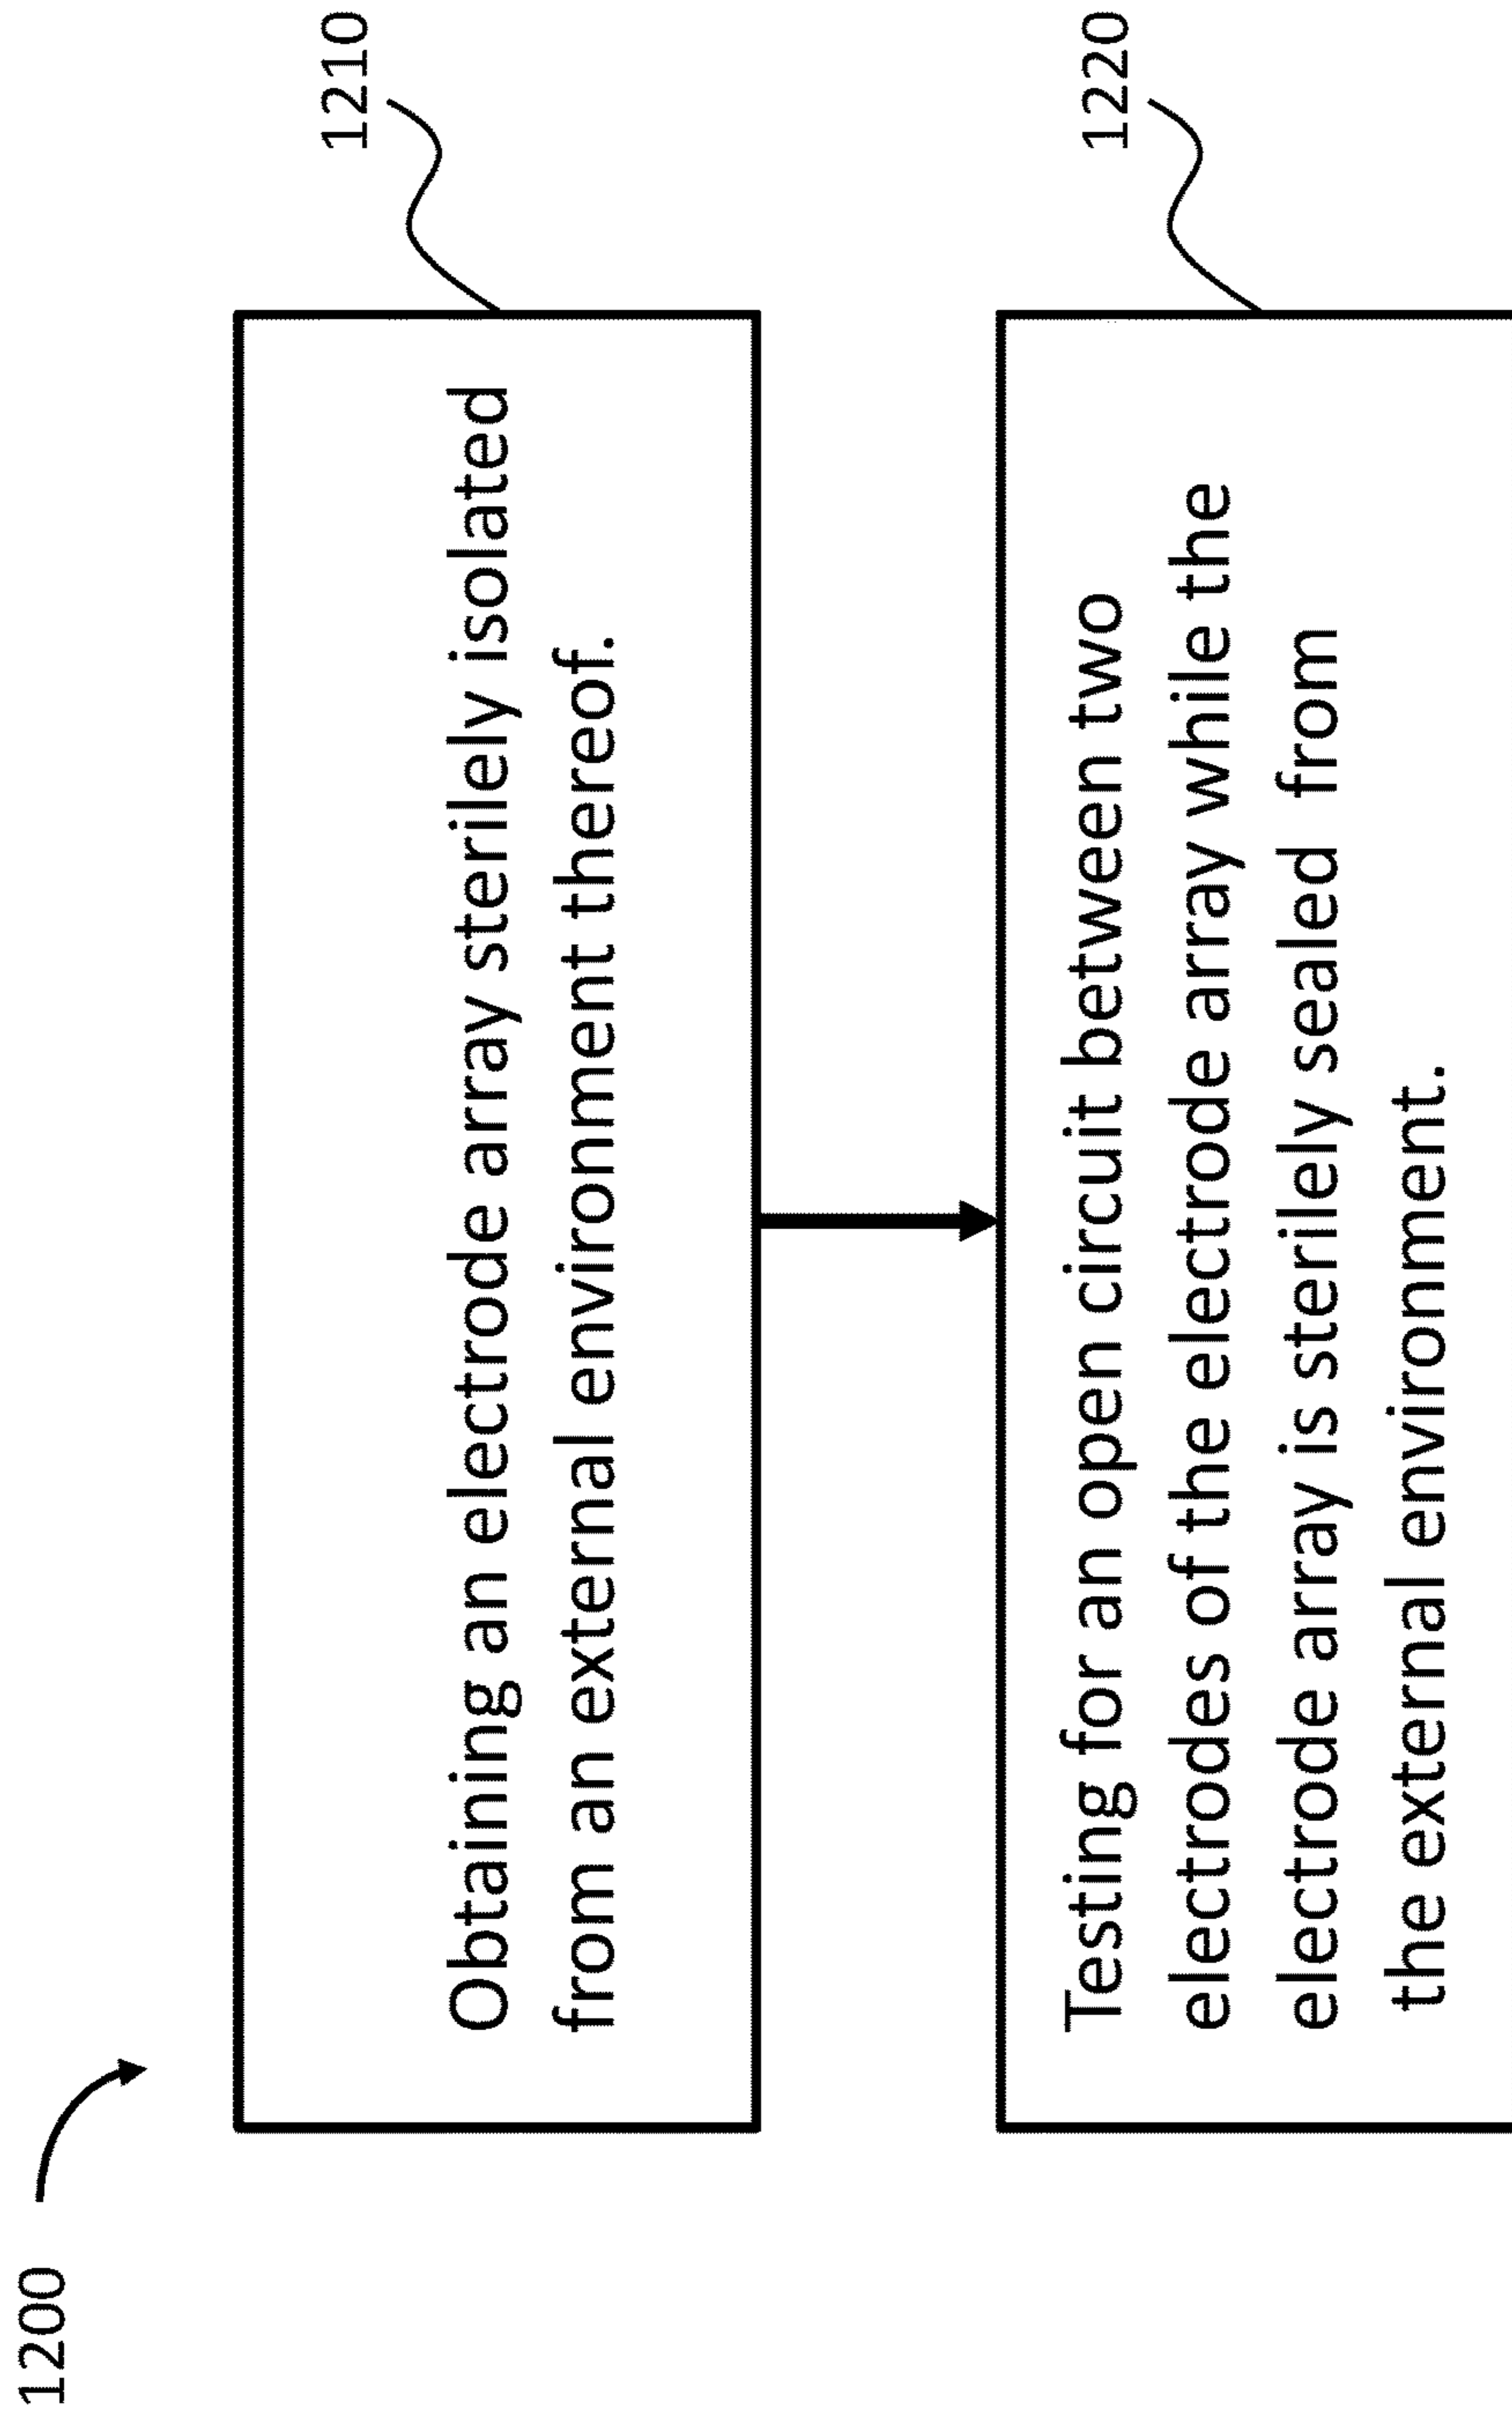 1200
1210
Obtaining an electrode array sterilely isolated
from an external environment thereof.
1220
Testing for an open circuit between two
electrodes of the electrode array while the
electrode array is sterilely sealed from
the external environment.